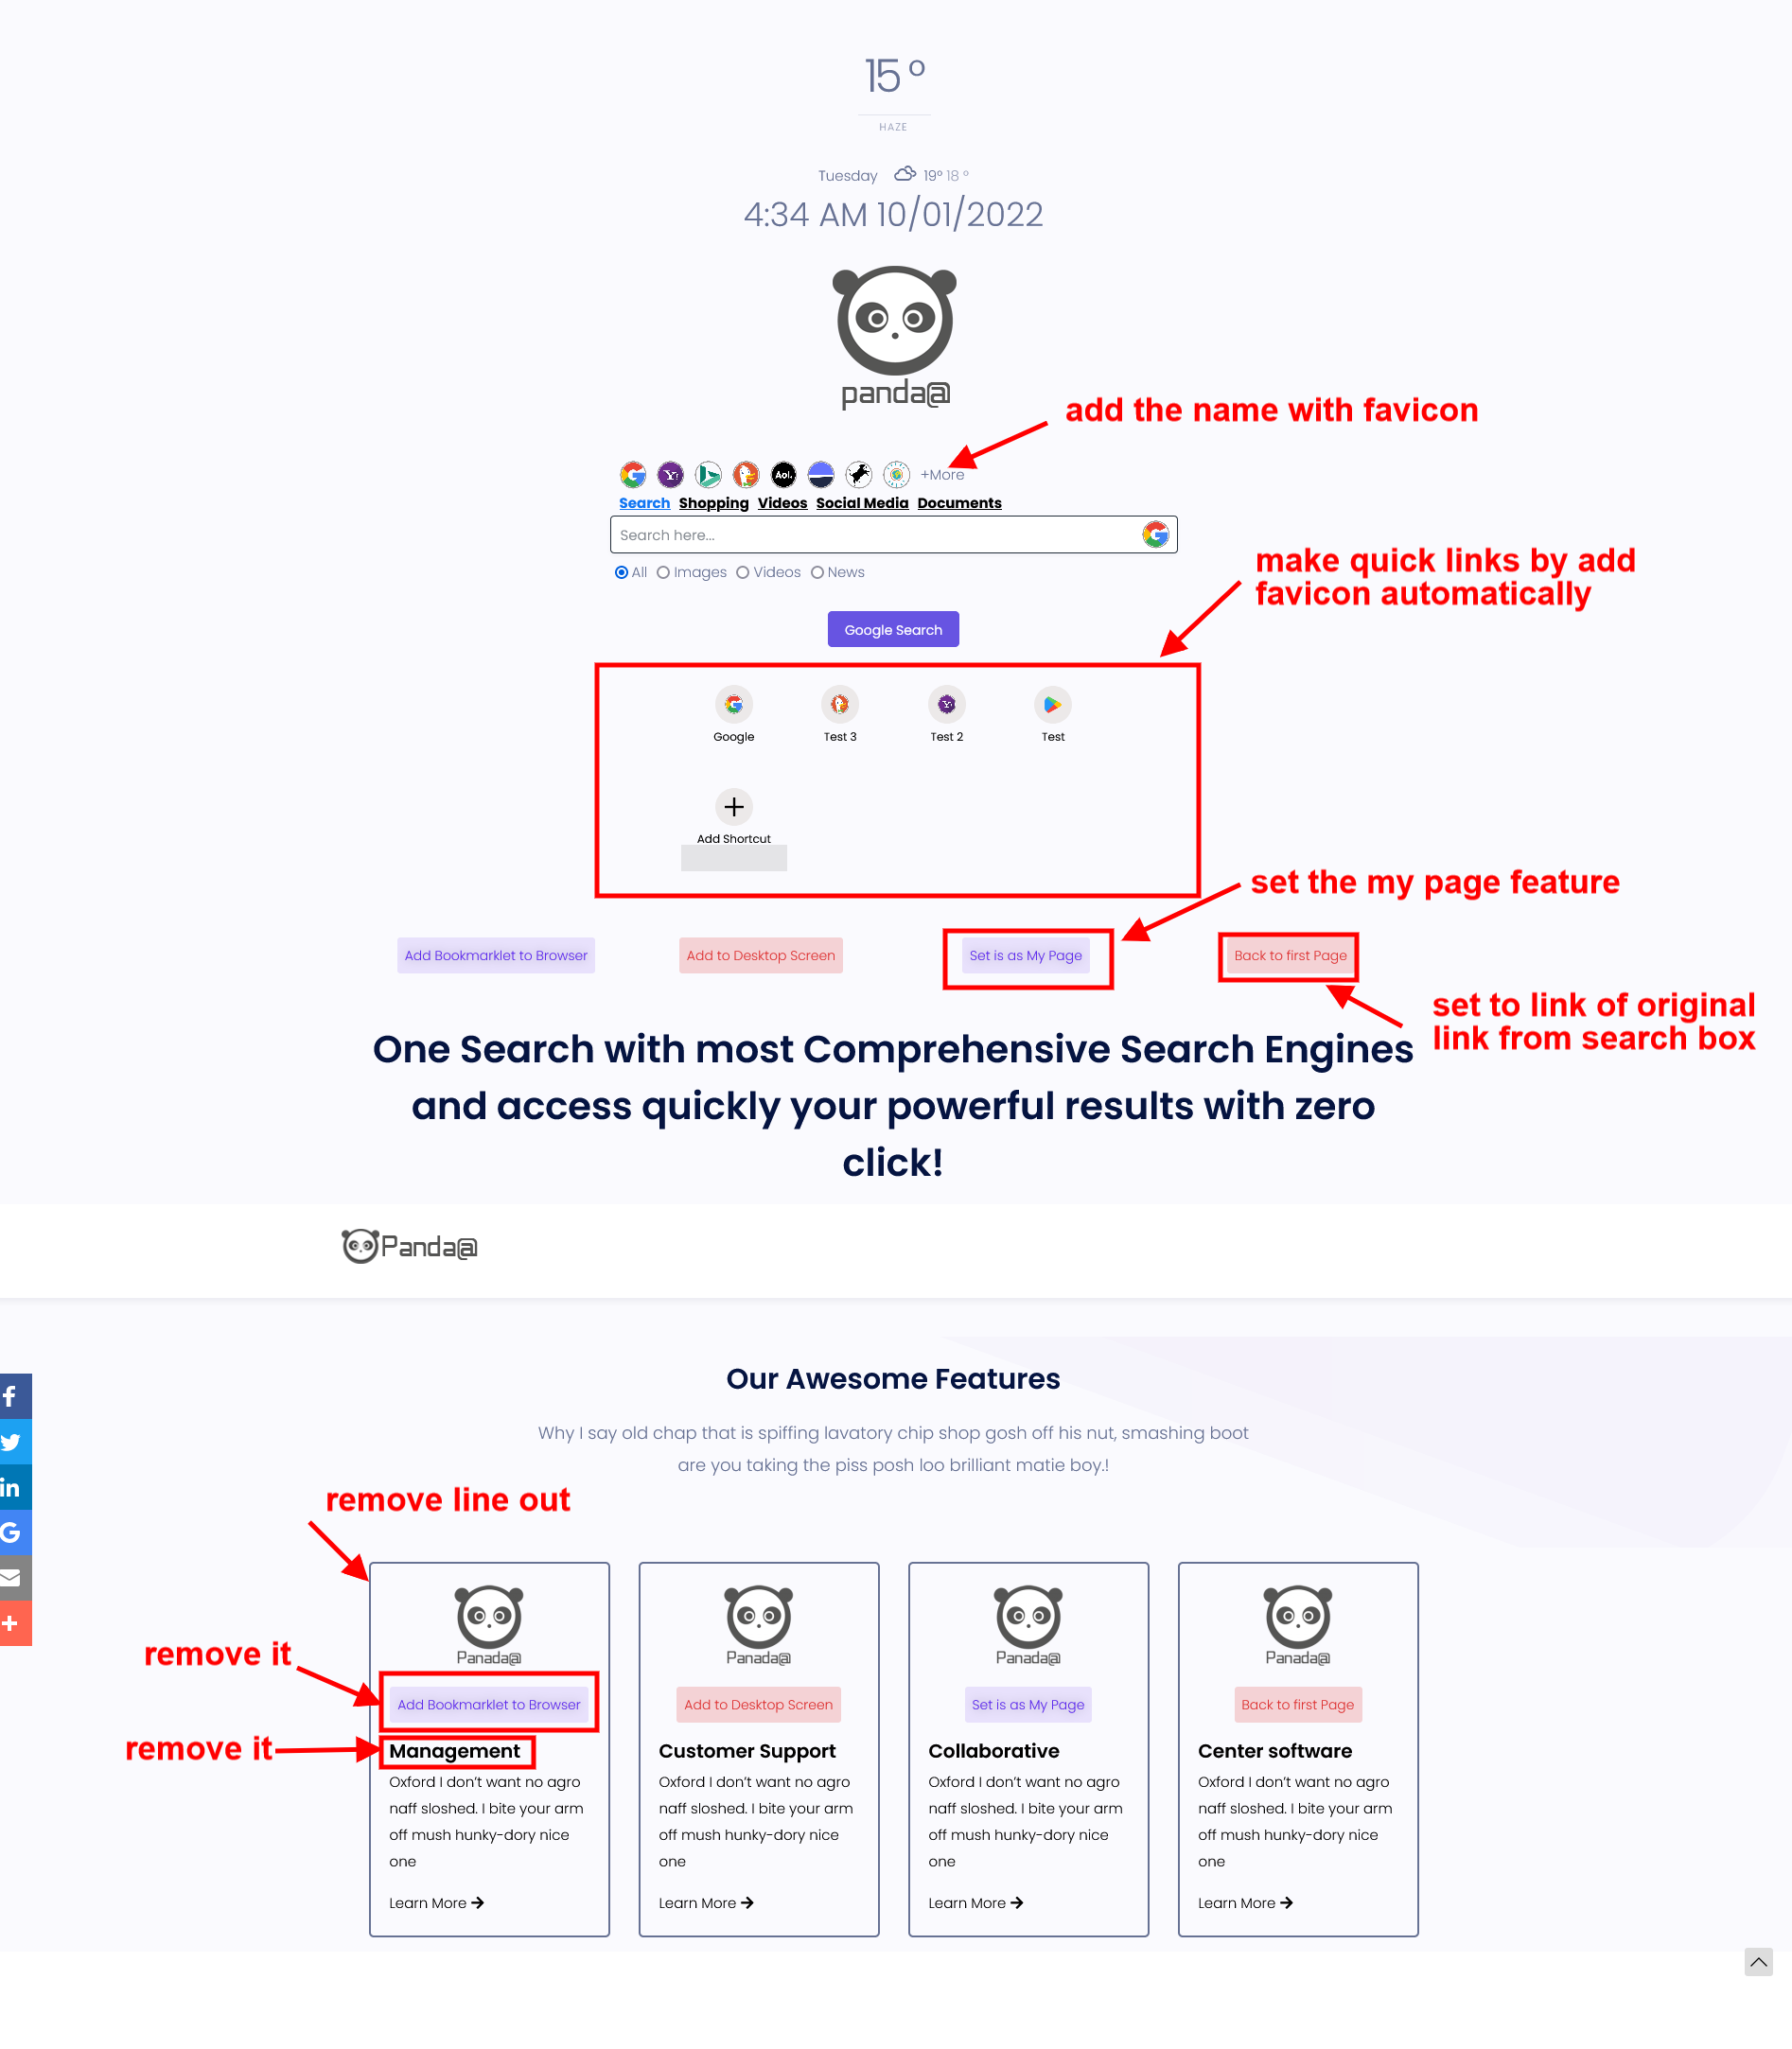 15°
HAZE
Tuesday 19° 18 °
4:34 AM 10/01/2022
panda@
add the name with favicon
Aol.
+More
Search Shopping Videos Social Media Documents
Search here...
All Images Videos News
make quick links by add
favicon automatically
Google Search
Google Test 3 Test 2 Test
Add Shortcut
set the my page feature
Add Bookmarklet to Browser Add to Desktop Screen Set is as My Page Back to first Page
set to link of original
link from search box
One Search with most Comprehensive Search Engines
and access quickly your powerful results with zero
click!
Panda@
Our Awesome Features
Why I say old chap that is spiffing lavatory chip shop gosh off his nut, smashing boot
are you taking the piss posh loo brilliant matie boy.!
remove line out
Panada@ Panada@ Panada@ Panada@
remove it
Add Bookmarklet to Browser Add to Desktop Screen Set is as My Page Back to first Page
remove it
Management Customer Support Collaborative Center software
Oxford I don't want no agro Oxford I don't want no agro Oxford I don't want no agro Oxford I don't want no agro
naff sloshed. I bite your arm naff sloshed. I bite your arm naff sloshed. I bite your arm naff sloshed. I bite your arm
off mush hunky-dory nice off mush hunky-dory nice off mush hunky-dory nice off mush hunky-dory nice
one one one one
Learn More Learn More Learn More Learn More